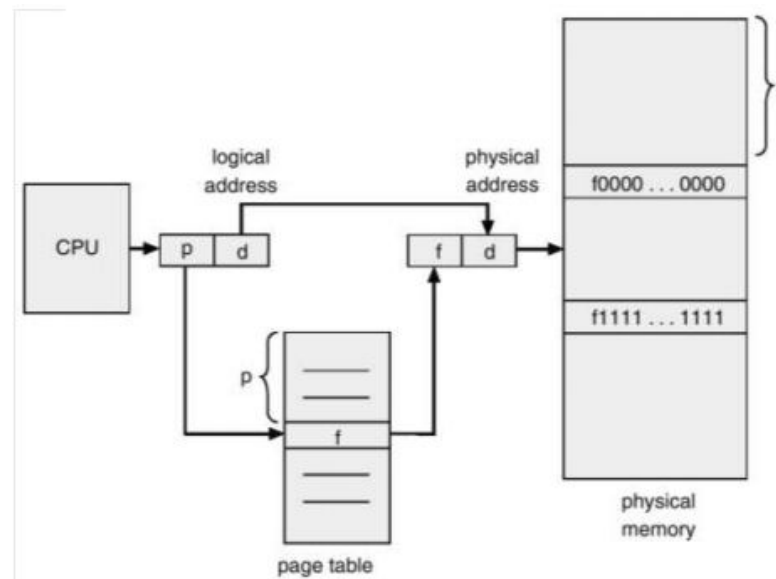 logical
address
physical
address
CPU
p
d
f
d
f0000 . . . 0000
f1111 . . . 1111
p
f
page table
physical
memory